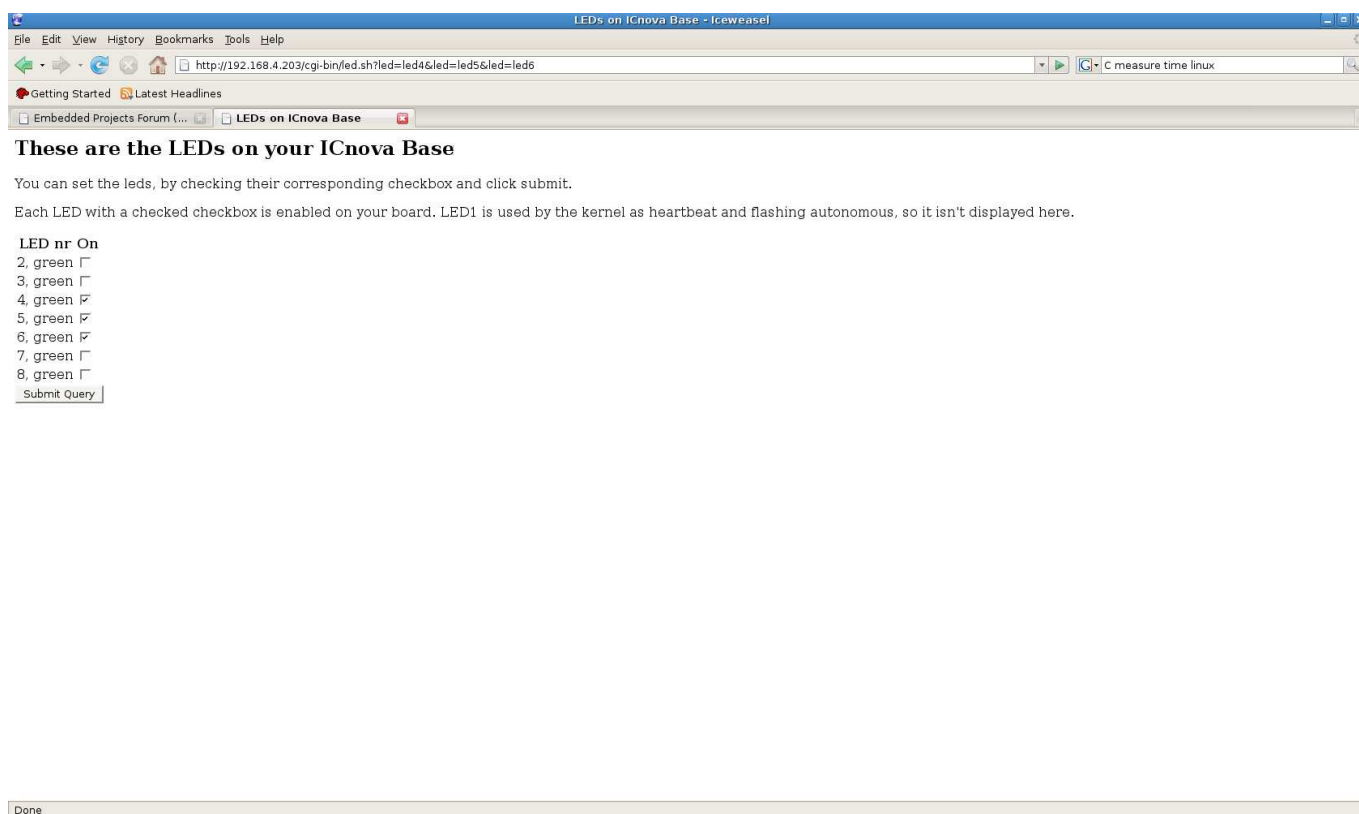 LEDs on ICnova Base - Iceweasel
File Edit View History Bookmarks Tools Help
http://192.168.4.203/cgi-bin/led.sh?led=led4&led=led5&led=led6
G C measure time linux
Getting Started Latest Headlines
Embedded Projects Forum (... LEDs on ICnova Base
These are the LEDs on your ICnova Base
You can set the leds, by checking their corresponding checkbox and click submit.
Each LED with a checked checkbox is enabled on your board. LED1 is used by the kernel as heartbeat and flashing autonomous, so it isn't displayed here.
LED nr On
2, green
3, green
4, green
5, green
6, green
7, green
8, green
Submit Query
Done